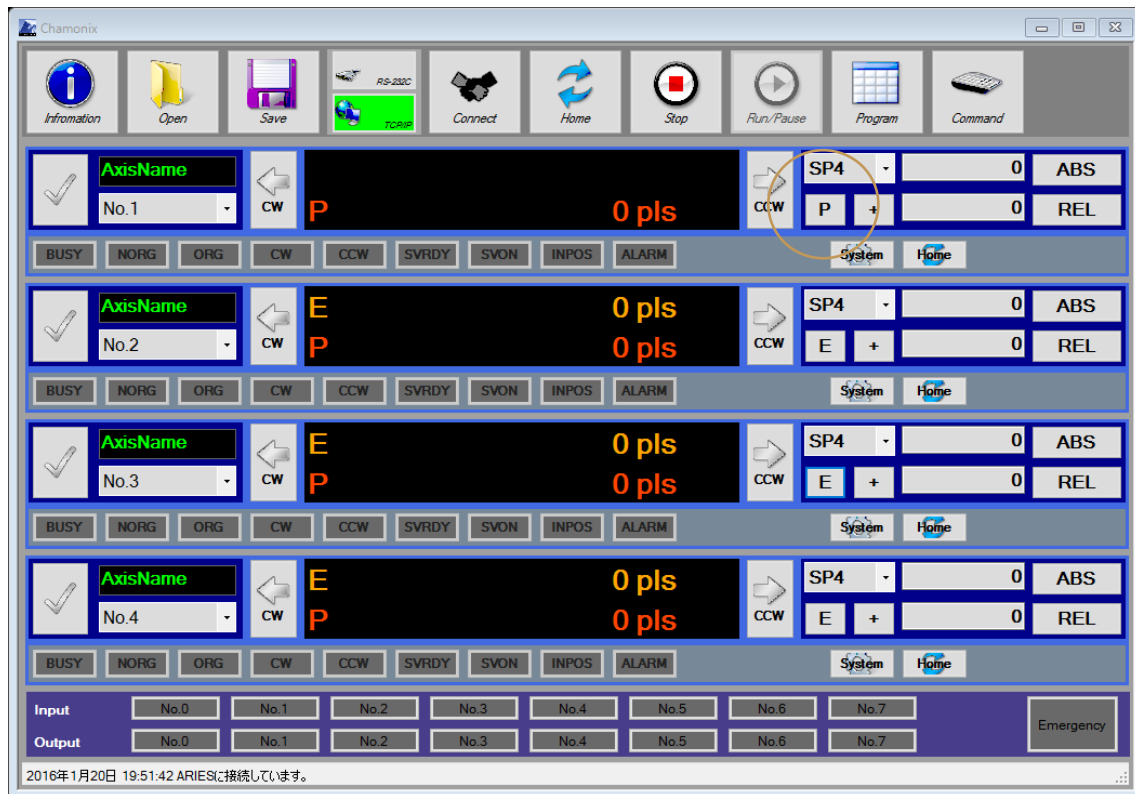 Chamonix
Infromation Open Save RS-232C TCP/IP Connect Home Stop Run/Pause Program Command
AxisName SP4 0 ABS
No.1 CW P 0 pls CCW P + 0 REL
BUSY NORG ORG CW CCW SVRDY SVON INPOS ALARM System Home
AxisName E 0 pls SP4 0 ABS
No.2 CW P 0 pls CCW E + 0 REL
BUSY NORG ORG CW CCW SVRDY SVON INPOS ALARM System Home
AxisName E 0 pls SP4 0 ABS
No.3 CW P 0 pls CCW E + 0 REL
BUSY NORG ORG CW CCW SVRDY SVON INPOS ALARM System Home
AxisName E 0 pls SP4 0 ABS
No.4 CW P 0 pls CCW E + 0 REL
BUSY NORG ORG CW CCW SVRDY SVON INPOS ALARM System Home
Input No.0 No.1 No.2 No.3 No.4 No.5 No.6 No.7
Output No.0 No.1 No.2 No.3 No.4 No.5 No.6 No.7
Emergency
2016年1月20日 19:51:42 ARIESに接続しています。